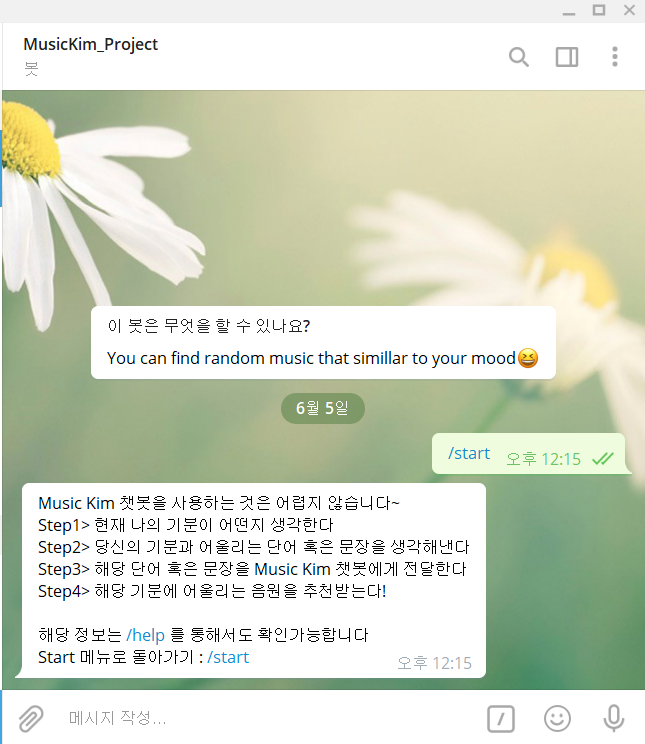 MusicKim_Project
봇
이 봇은 무엇을 할 수 있나요?
You can find random music that simillar to your mood😆
6월 5일
/start 오후 12:15
Music Kim 챗봇을 사용하는 것은 어렵지 않습니다~
Step1> 현재 나의 기분이 어떤지 생각한다
Step2> 당신의 기분과 어울리는 단어 혹은 문장을 생각해낸다
Step3> 해당 단어 혹은 문장을 Music Kim 챗봇에게 전달한다
Step4> 해당 기분에 어울리는 음원을 추천받는다!
해당 정보는 /help 를 통해서도 확인가능합니다
Start 메뉴로 돌아가기 : /start 오후 12:15
메시지 작성...